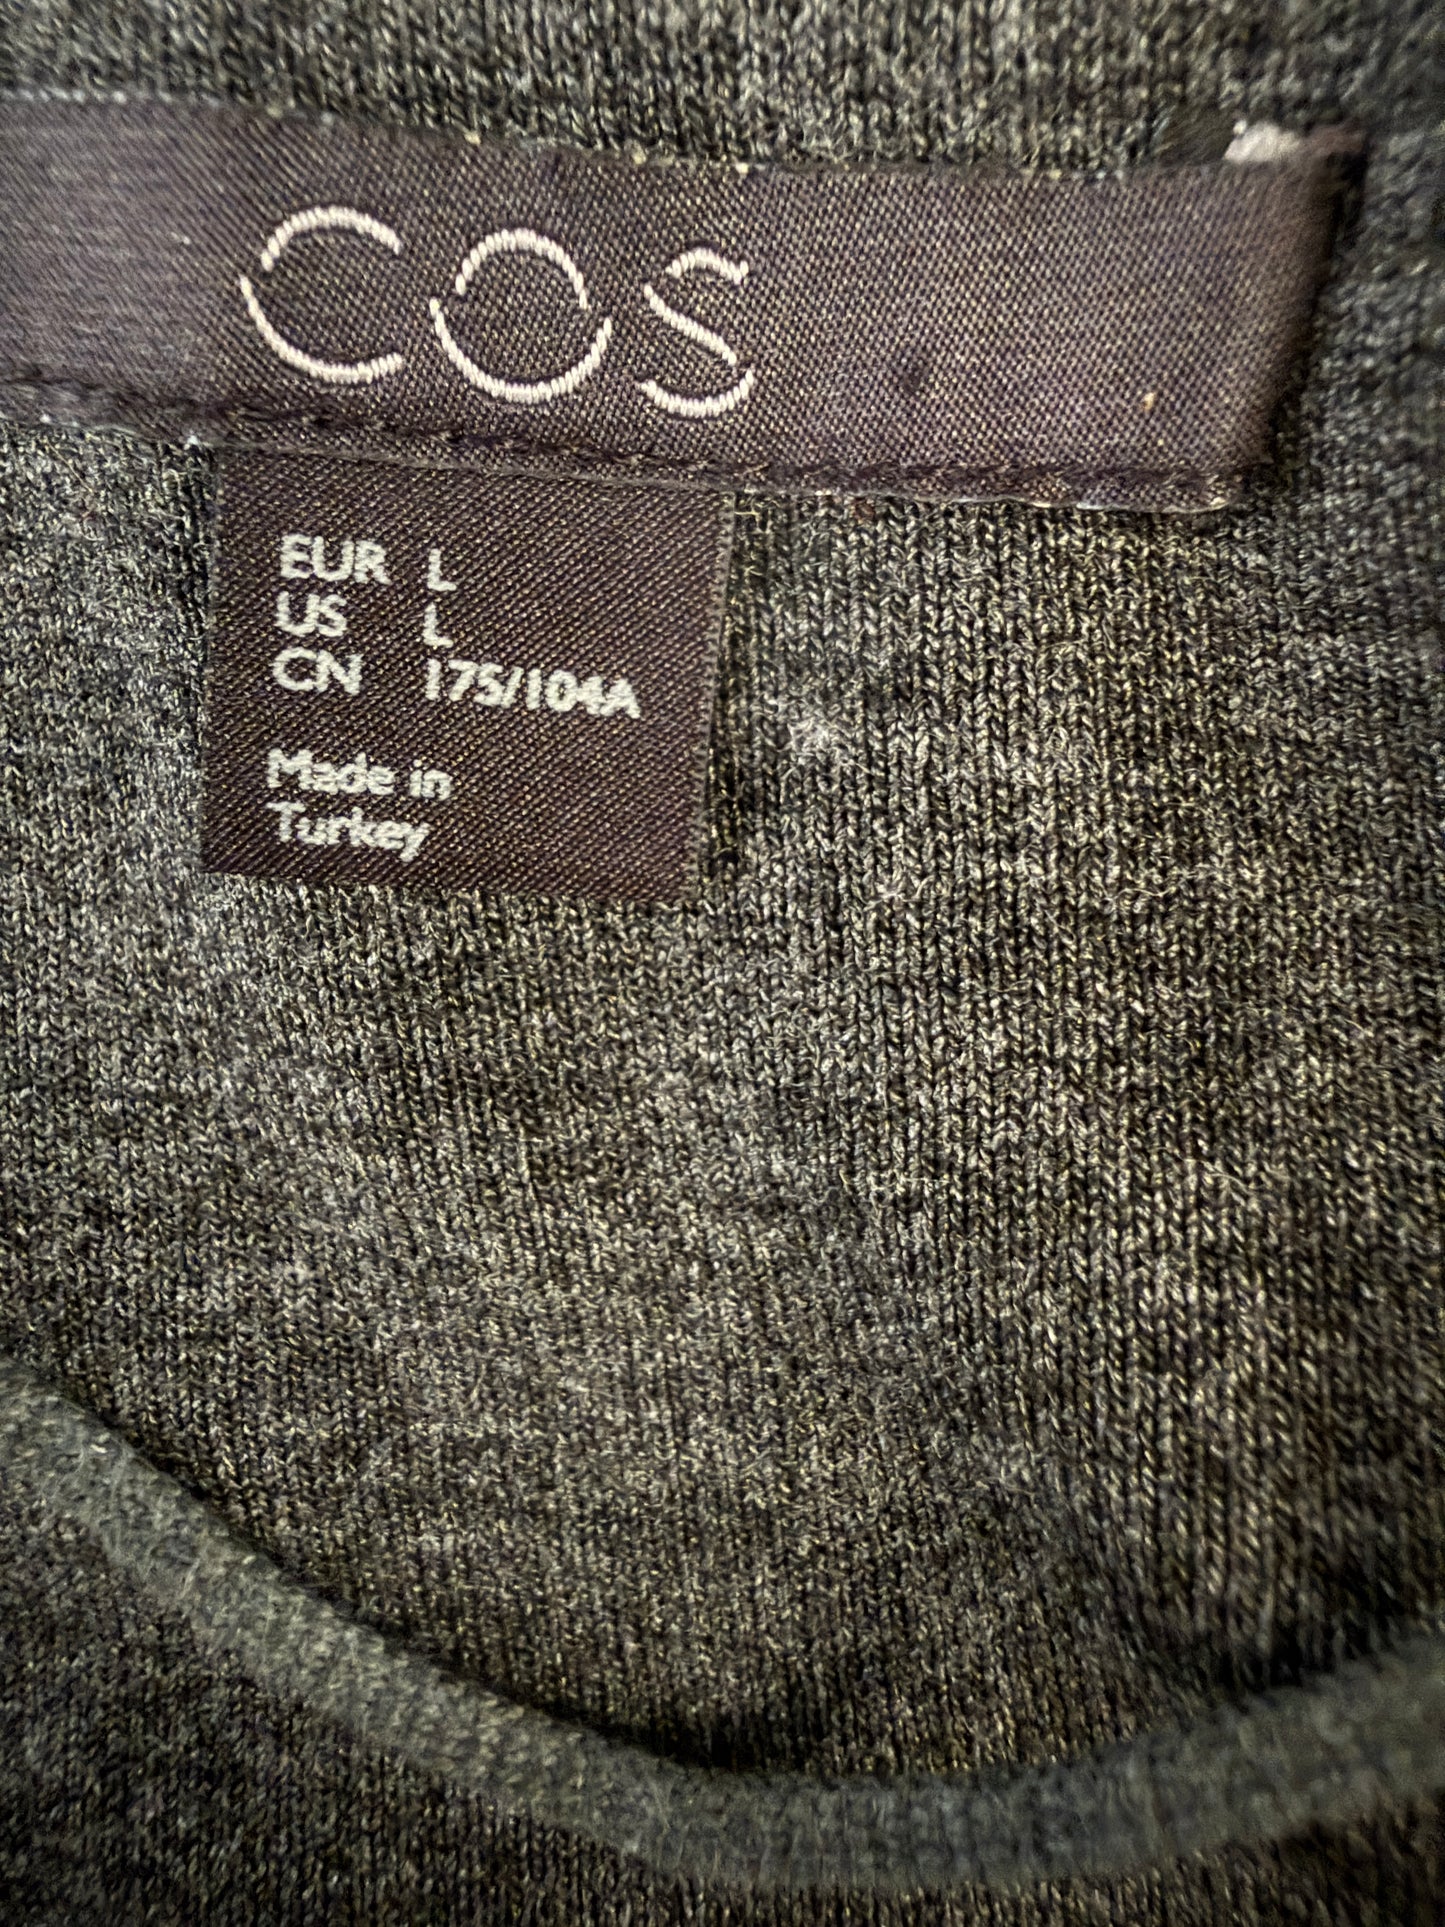 COS
EUR L
US L
CN 175/104A
Made in
Turkey